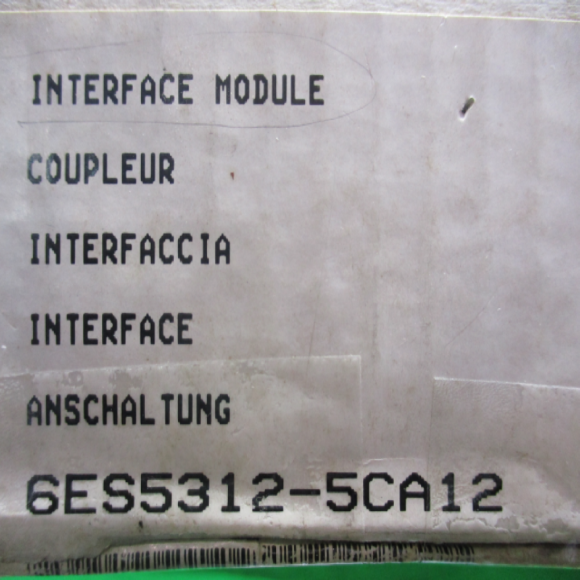 INTERFACE MODULE
COUPLEUR
INTERFACCIA
INTERFACE
ANSCHALTUNG
6ES5312-5CA12